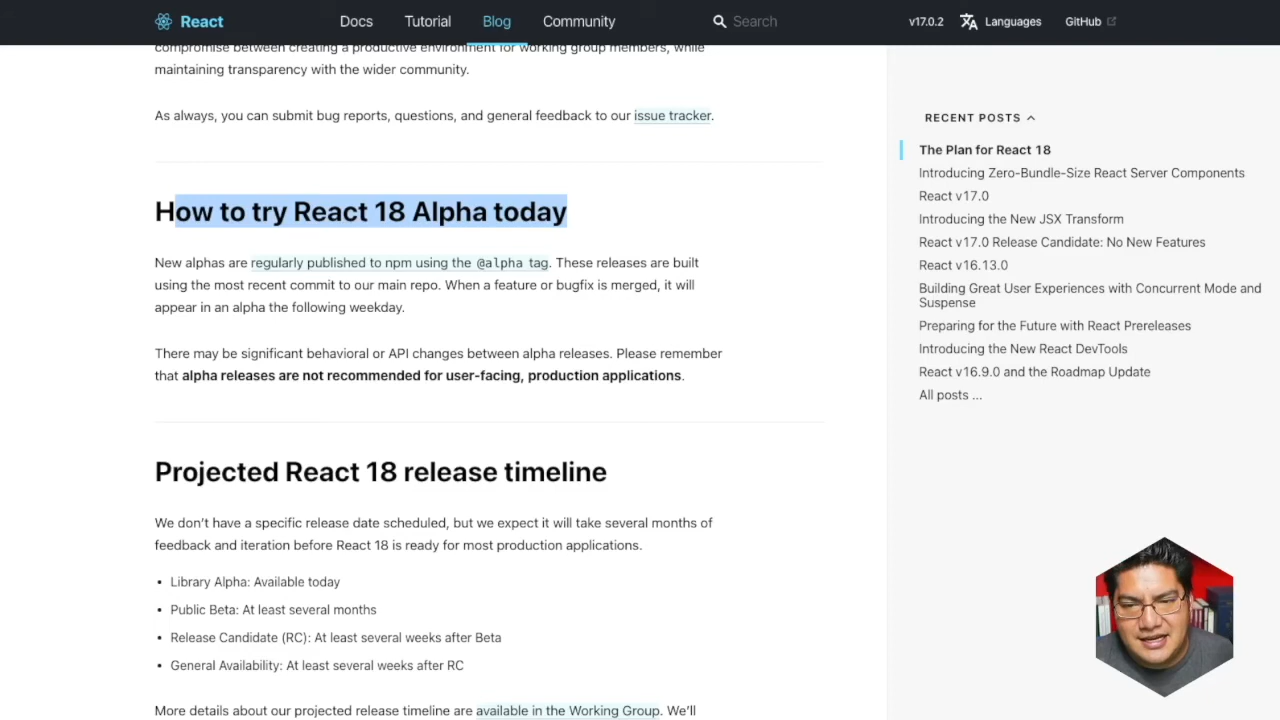 React
Docs
Tutorial
Blog
Community
Search
v17.0.2
Languages
GitHub
compromise between creating a productive environment for working group members, while
maintaining transparency with the wider community.
As always, you can submit bug reports, questions, and general feedback to our issue tracker.
How to try React 18 Alpha today
New alphas are regularly published to npm using the @alpha tag. These releases are built
using the most recent commit to our main repo. When a feature or bugfix is merged, it will
appear in an alpha the following weekday.
There may be significant behavioral or API changes between alpha releases. Please remember
that alpha releases are not recommended for user-facing, production applications.
Projected React 18 release timeline
We don't have a specific release date scheduled, but we expect it will take several months of
feedback and iteration before React 18 is ready for most production applications.
• Library Alpha: Available today
• Public Beta: At least several months
• Release Candidate (RC): At least several weeks after Beta
• General Availability: At least several weeks after RC
More details about our projected release timeline are available in the Working Group. We'll
RECENT POSTS
The Plan for React 18
Introducing Zero-Bundle-Size React Server Components
React v17.0
Introducing the New JSX Transform
React v17.0 Release Candidate: No New Features
React v16.13.0
Building Great User Experiences with Concurrent Mode and
Suspense
Preparing for the Future with React Prereleases
Introducing the New React DevTools
React v16.9.0 and the Roadmap Update
All posts ...